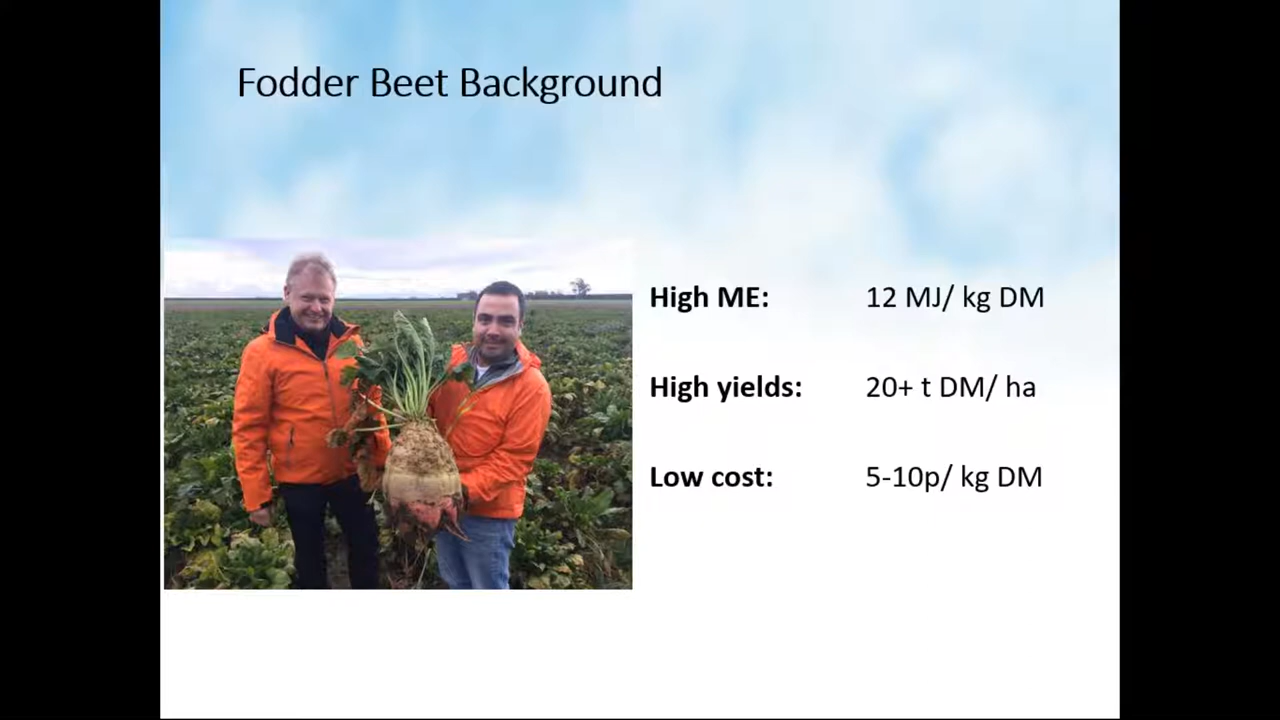 Fodder Beet Background
High ME: 12 MJ/ kg DM
High yields: 20+ t DM/ ha
Low cost: 5-10p/ kg DM